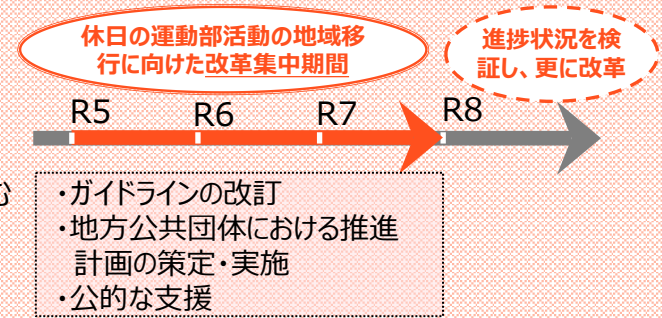 休日の運動部活動の地域移
行に向けた改革集中期間
進捗状況を検
証し、更に改革
R5 R6 R7 R8
む
・ガイドラインの改訂
・地方公共団体における推進
計画の策定・実施
・公的な支援